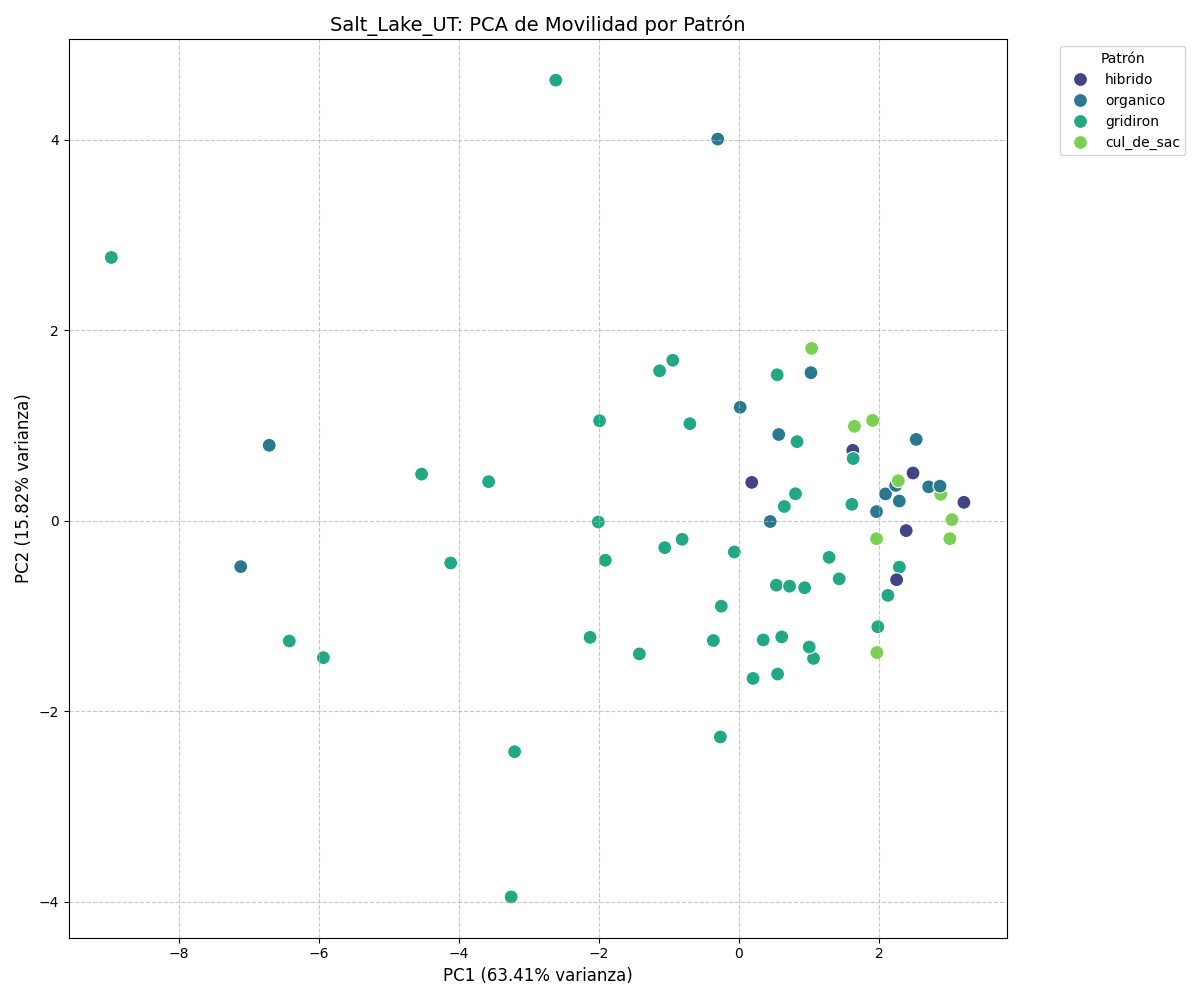 Salt_Lake_UT: PCA de Movilidad por Patrón
Patrón
hibrido
organico
gridiron
cul_de_sac
PC2 (15.82% varianza)
4
2
0
−2
−4
−8
−6
−4
−2
0
2
PC1 (63.41% varianza)